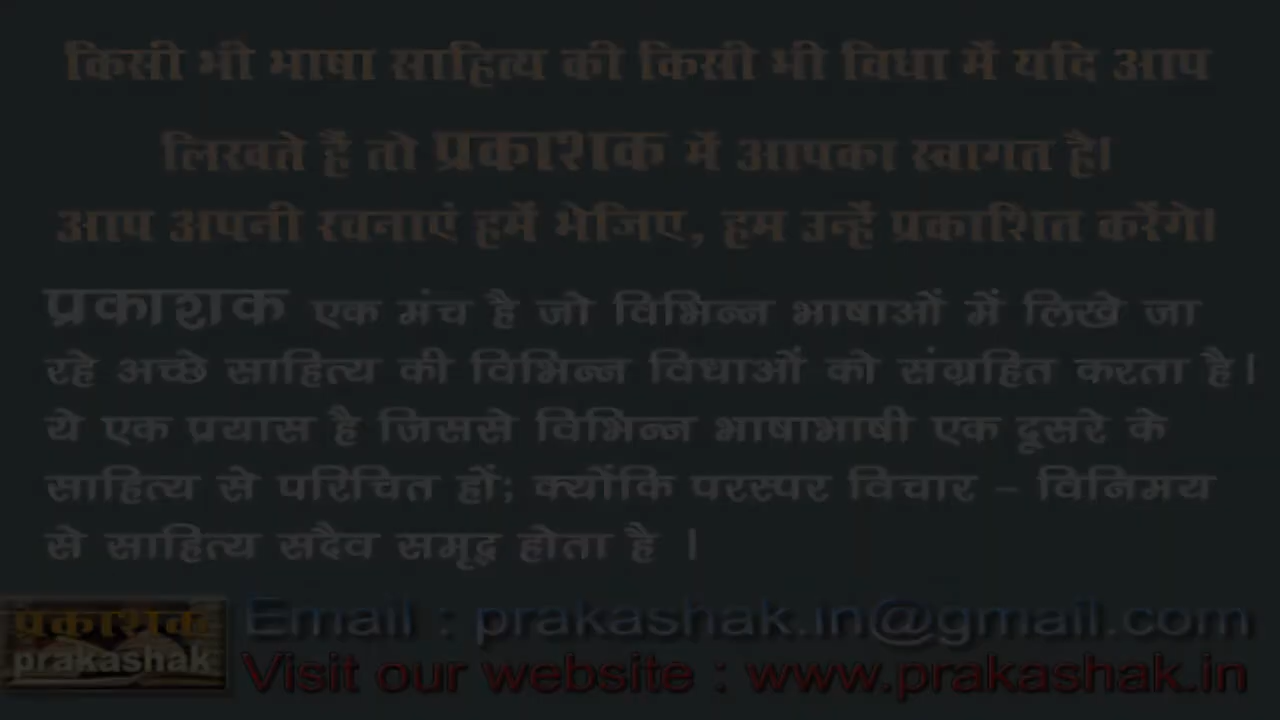 किसी भी भाषा साहित्य की किसी भी विधा में यदि आप
लिखते हैं तो प्रकाशक में आपका स्वागत है।
आप अपनी रचनाएं हमें भेजिए, हम उन्हें प्रकाशित करेंगे।
प्रकाशक एक मंच है जो विभिन्न भाषाओं में लिखे जा
रहे अच्छे साहित्य की विभिन्न विधाओं को संग्रहित करता है।
ये एक प्रयास है जिससे विभिन्न भाषाभाषी एक दूसरे के
साहित्य से परिचित हों; क्योंकि परस्पर विचार - विनिमय
से साहित्य सदैव समृद्ध होता है ।
प्रकाशक
prakashak
Email : prakashak.in@gmail.com
Visit our website : www.prakashak.in